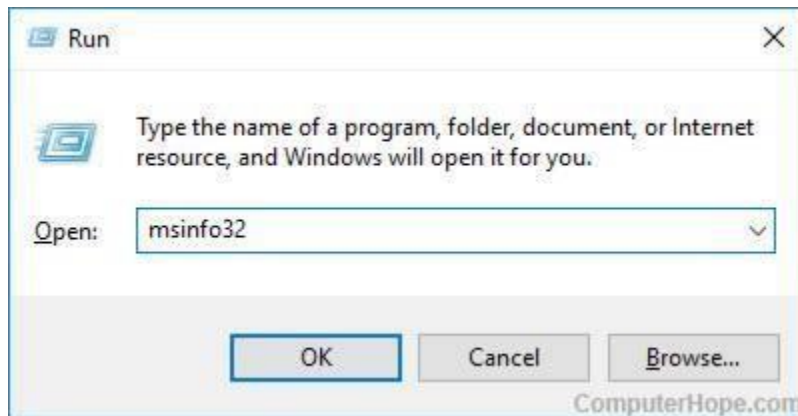 Run
Type the name of a program, folder, document, or Internet
resource, and Windows will open it for you.
Open: msinfo32
OK Cancel Browse...
ComputerHope.com